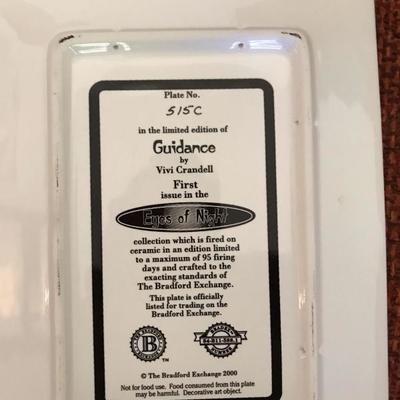 Plate No.
515C
in the limited edition of
Guidance
by
Vivi Crandell
First
issue in the
Eyes of Night
collection which is fired on
ceramic in an edition limited
to a maximum of 95 firing
days and crafted to the
exacting standards of
The Bradford Exchange.
This plate is officially
listed for trading on the
Bradford Exchange.
B
TM
© The Bradford Exchange 2000
Not for food use. Food consumed from this plate
may be harmful. Decorative art object.